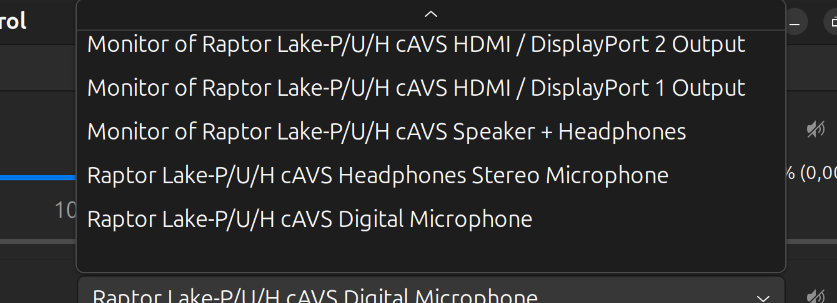 rol
Monitor of Raptor Lake-P/U/H cAVS HDMI / DisplayPort 2 Output
Monitor of Raptor Lake-P/U/H cAVS HDMI / DisplayPort 1 Output
Monitor of Raptor Lake-P/U/H cAVS Speaker + Headphones
Raptor Lake-P/U/H cAVS Headphones Stereo Microphone
% (0,00
Raptor Lake-P/U/H cAVS Digital Microphone
10
Raptor Lake-P/U/H cAVS Digital Microphone